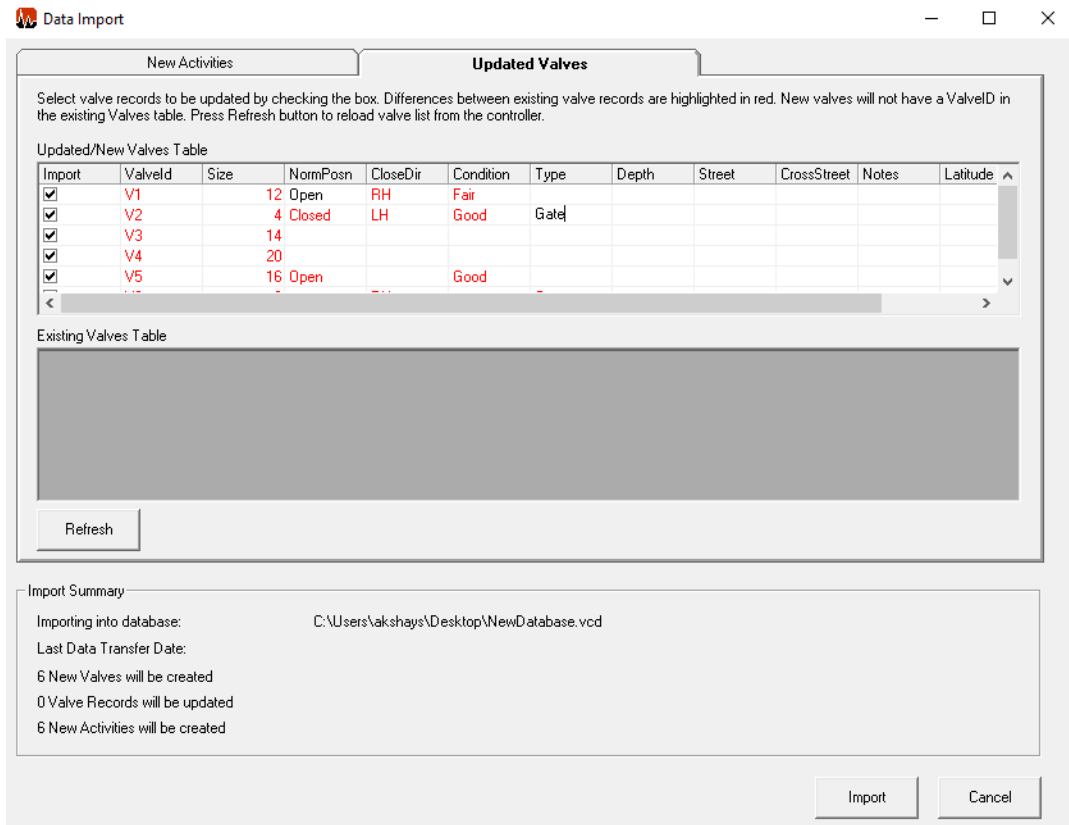 Data Import
New Activities
Updated Valves
Select valve records to be updated by checking the box. Differences between existing valve records are highlighted in red. New valves will not have a ValveID in
the existing Valves table. Press Refresh button to reload valve list from the controller.
Updated/New Valves Table
Import ValveId Size NormPosn CloseDir Condition Type Depth Street CrossStreet Notes Latitude
V1 12 Open RH Fair
V2 4 Closed LH Good Gate
V3 14
V4 20
V5 16 Open Good
Existing Valves Table
Refresh
Import Summary
Importing into database: C:\Users\akshays\Desktop\NewDatabase.vcd
Last Data Transfer Date:
6 New Valves will be created
0 Valve Records will be updated
6 New Activities will be created
Import Cancel